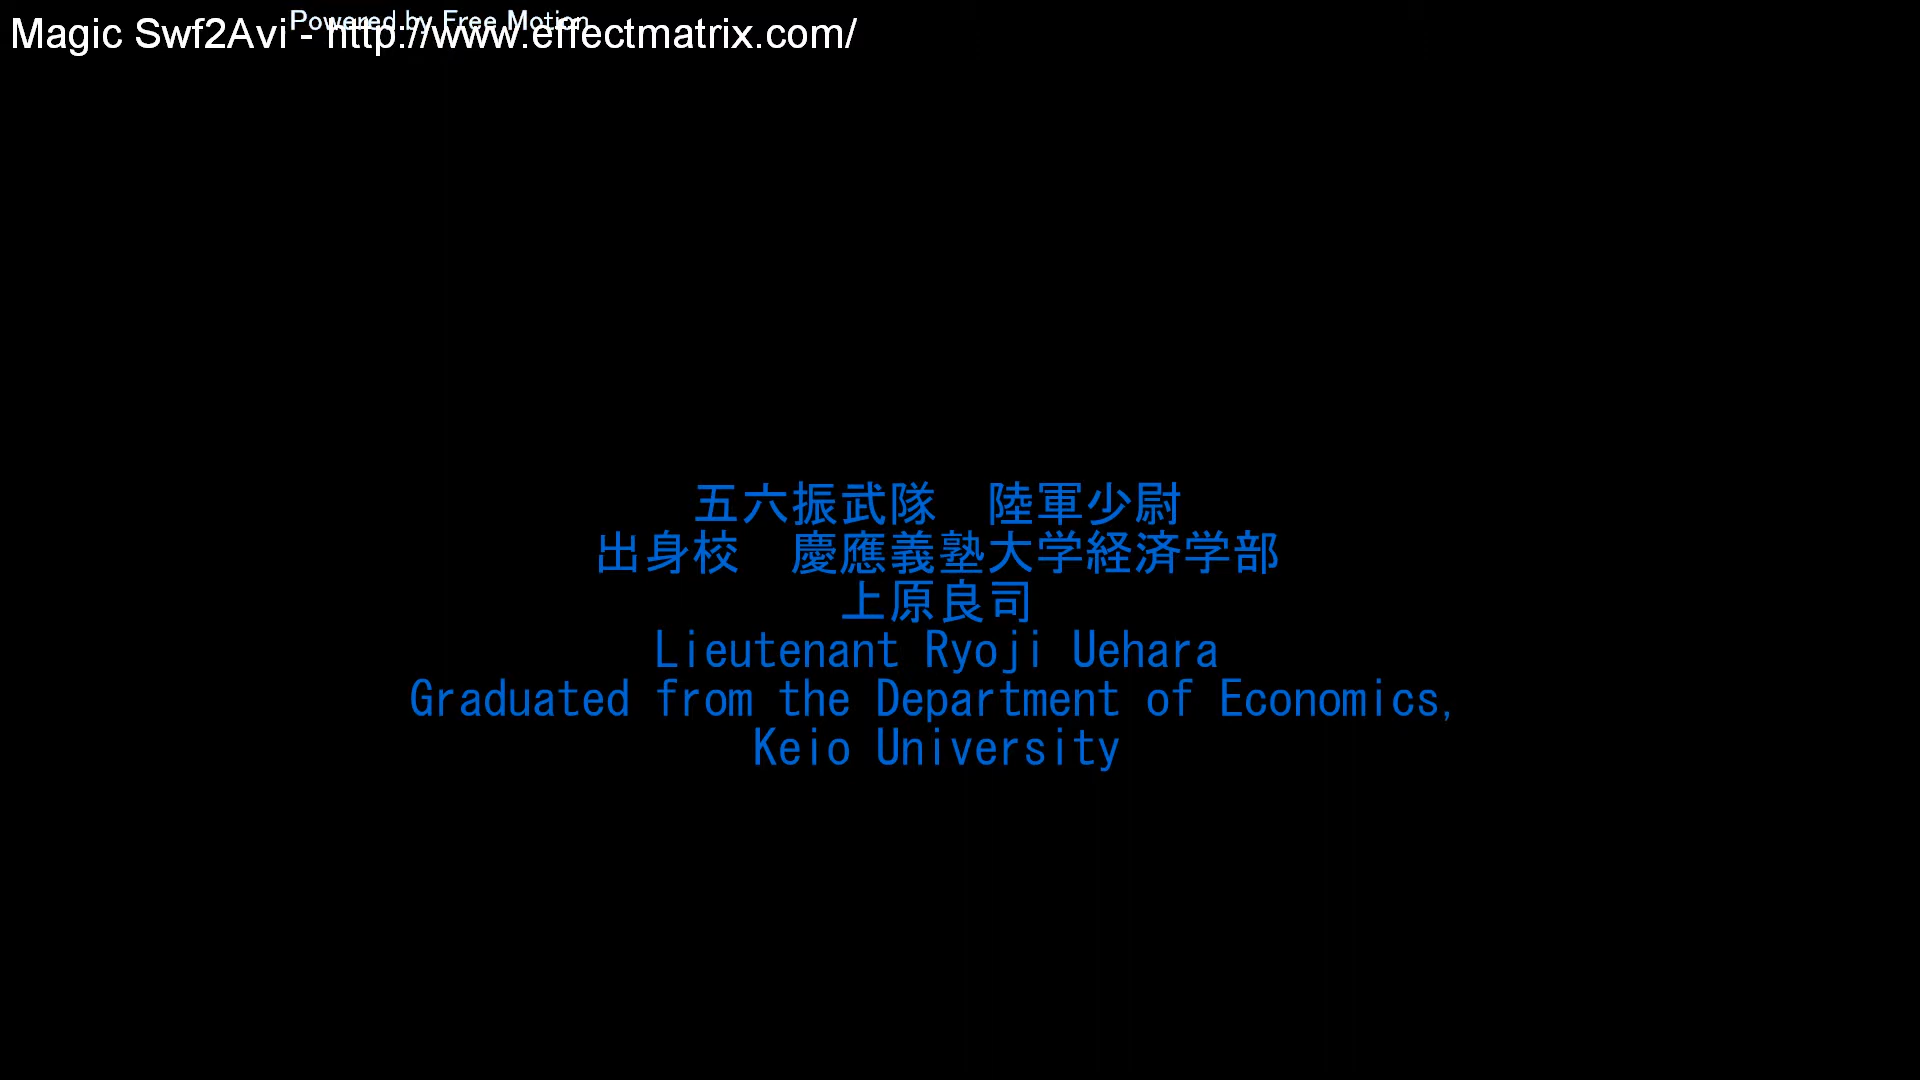 Powered by Free Motion
Magic Swf2Avi - http://www.effectmatrix.com/
五六振武隊　陸軍少尉
出身校　慶應義塾大学経済学部
上原良司
Lieutenant Ryoji Uehara
Graduated from the Department of Economics,
Keio University